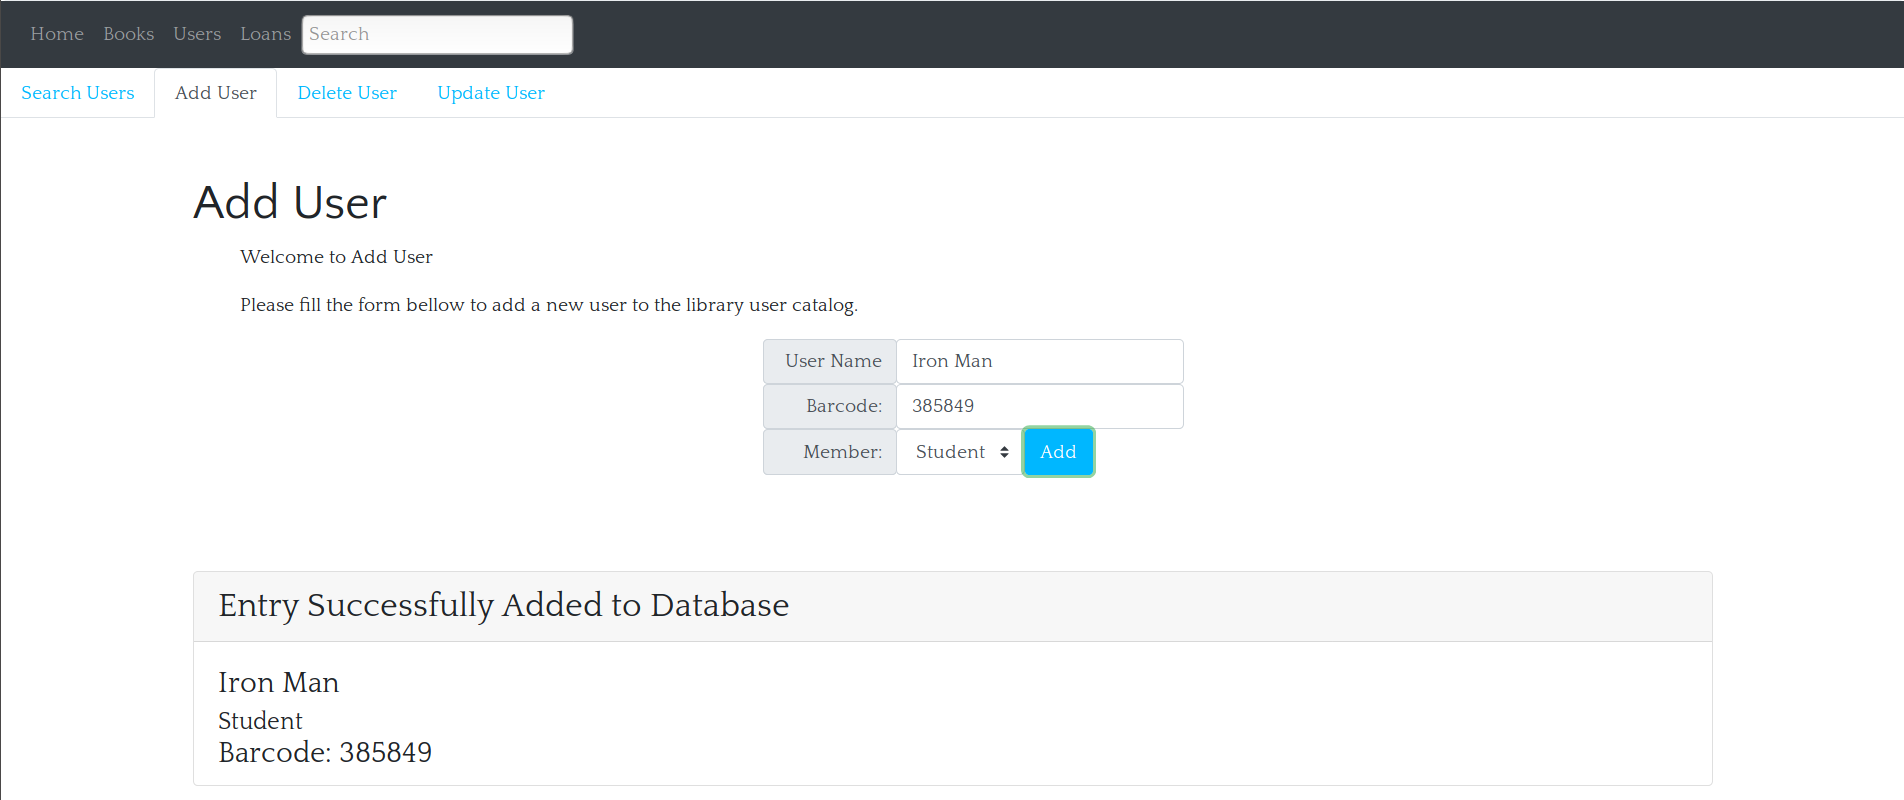 Home Books Users Loans Search
Search Users Add User Delete User Update User
Add User
Welcome to Add User
Please fill the form bellow to add a new user to the library user catalog.
User Name Iron Man
Barcode: 385849
Member: Student Add
Entry Successfully Added to Database
Iron Man
Student
Barcode: 385849